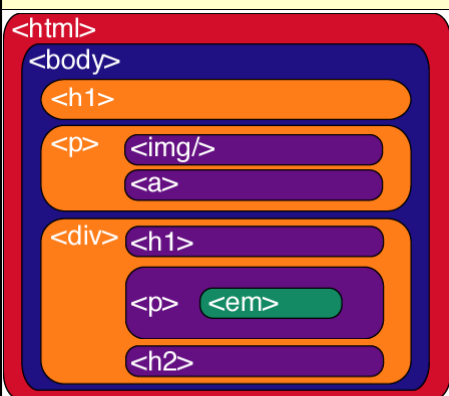 <html>
<body>
<h1>
<p> <img/>
<a>
<div> <h1>
<p> <em>
<h2>